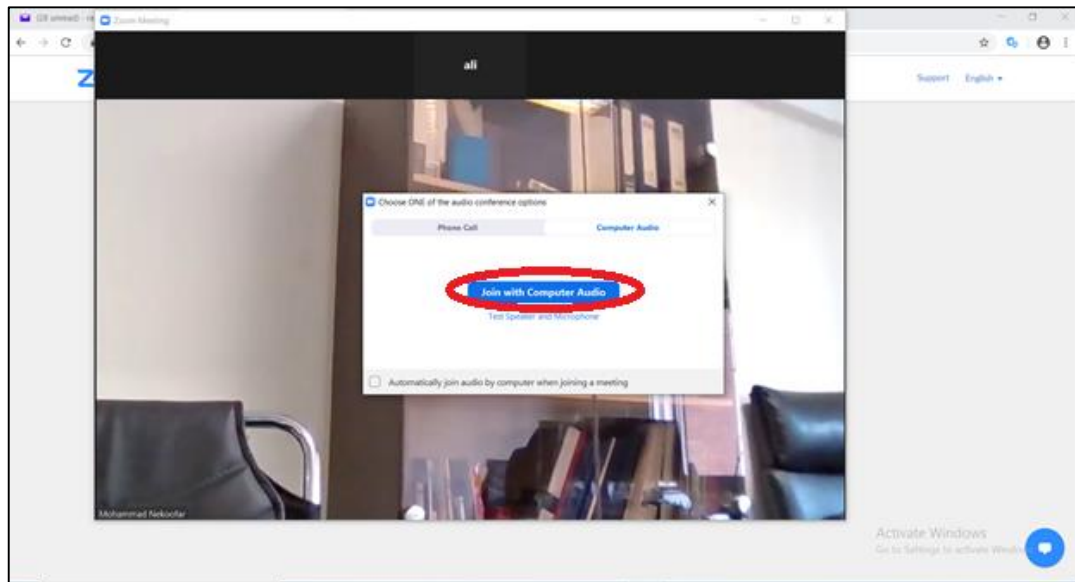 Zoom Meeting
ali
Support English
Choose ONE of the audio conference options
Phone Call
Computer Audio
Join with Computer Audio
Test Speaker and Microphone
Automatically join audio by computer when joining a meeting
Mohammad Nekoofar
Activate Windows
Go to Settings to activate